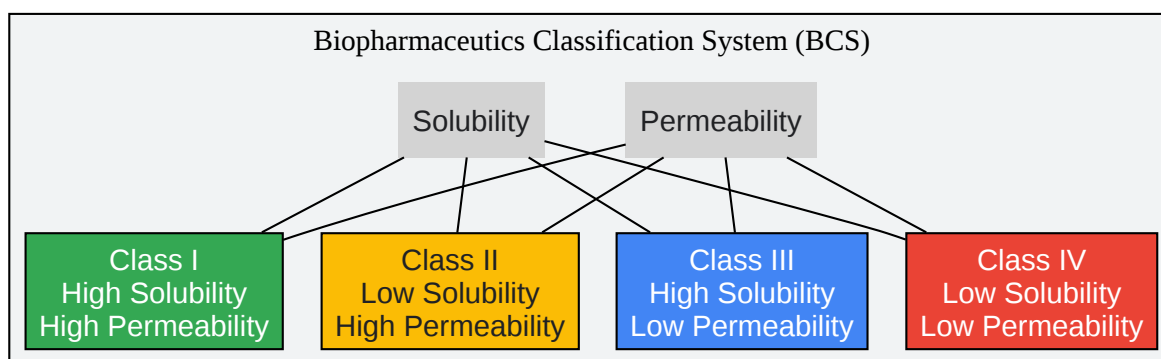 Biopharmaceutics Classification System (BCS)
Solubility
Permeability
Class I
High Solubility
High Permeability
Class II
Low Solubility
High Permeability
Class III
High Solubility
Low Permeability
Class IV
Low Solubility
Low Permeability